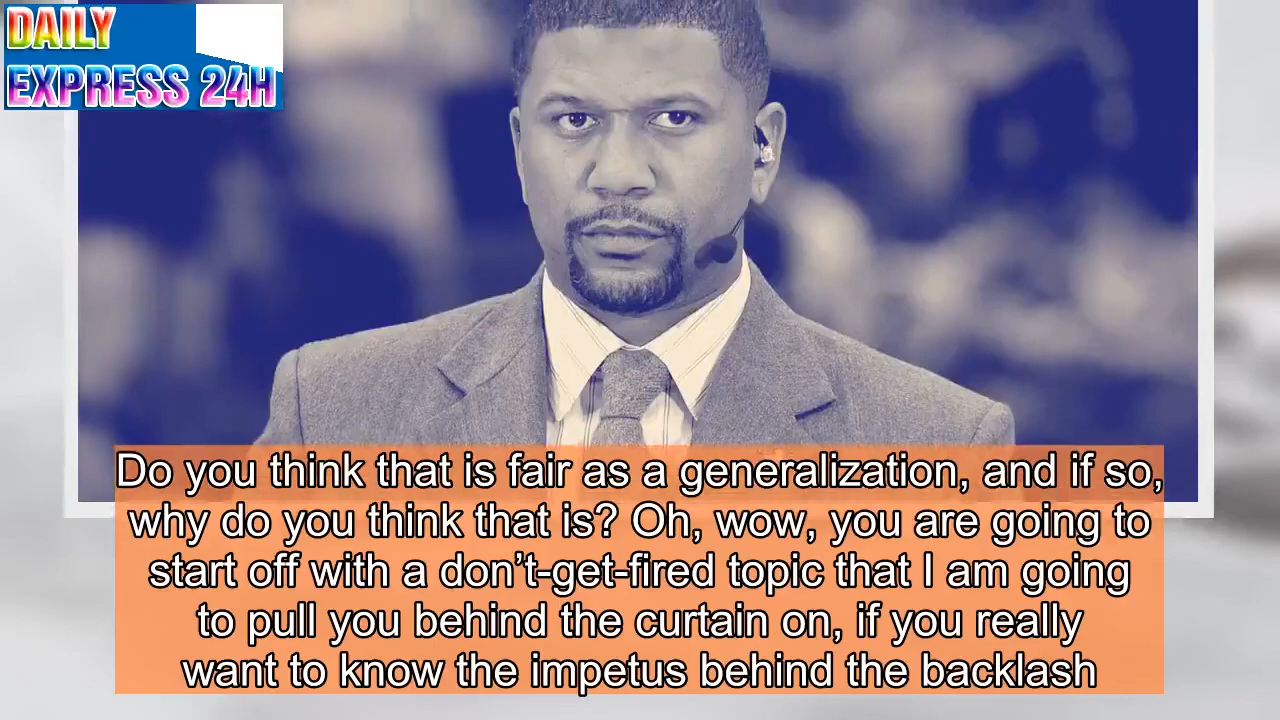 DAILY
EXPRESS 24H
Do you think that is fair as a generalization, and if so,
why do you think that is? Oh, wow, you are going to
start off with a don’t-get-fired topic that I am going
to pull you behind the curtain on, if you really
want to know the impetus behind the backlash